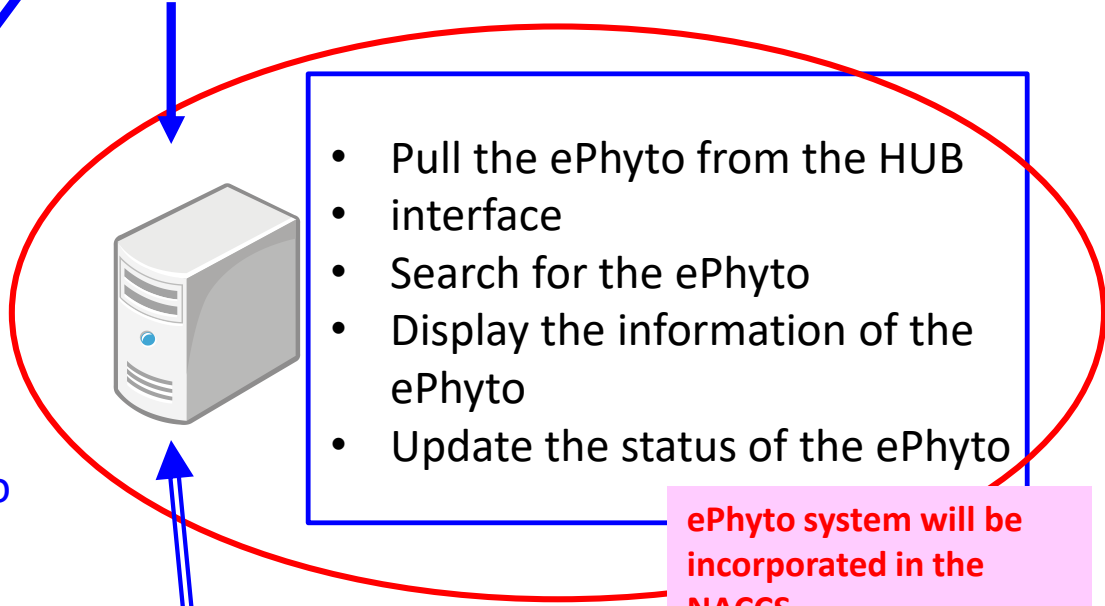 • Pull the ePhyto from the HUB
• interface
• Search for the ePhyto
• Display the information of the
ePhyto
• Update the status of the ePhyto
ePhyto system will be
incorporated in the
NACCS